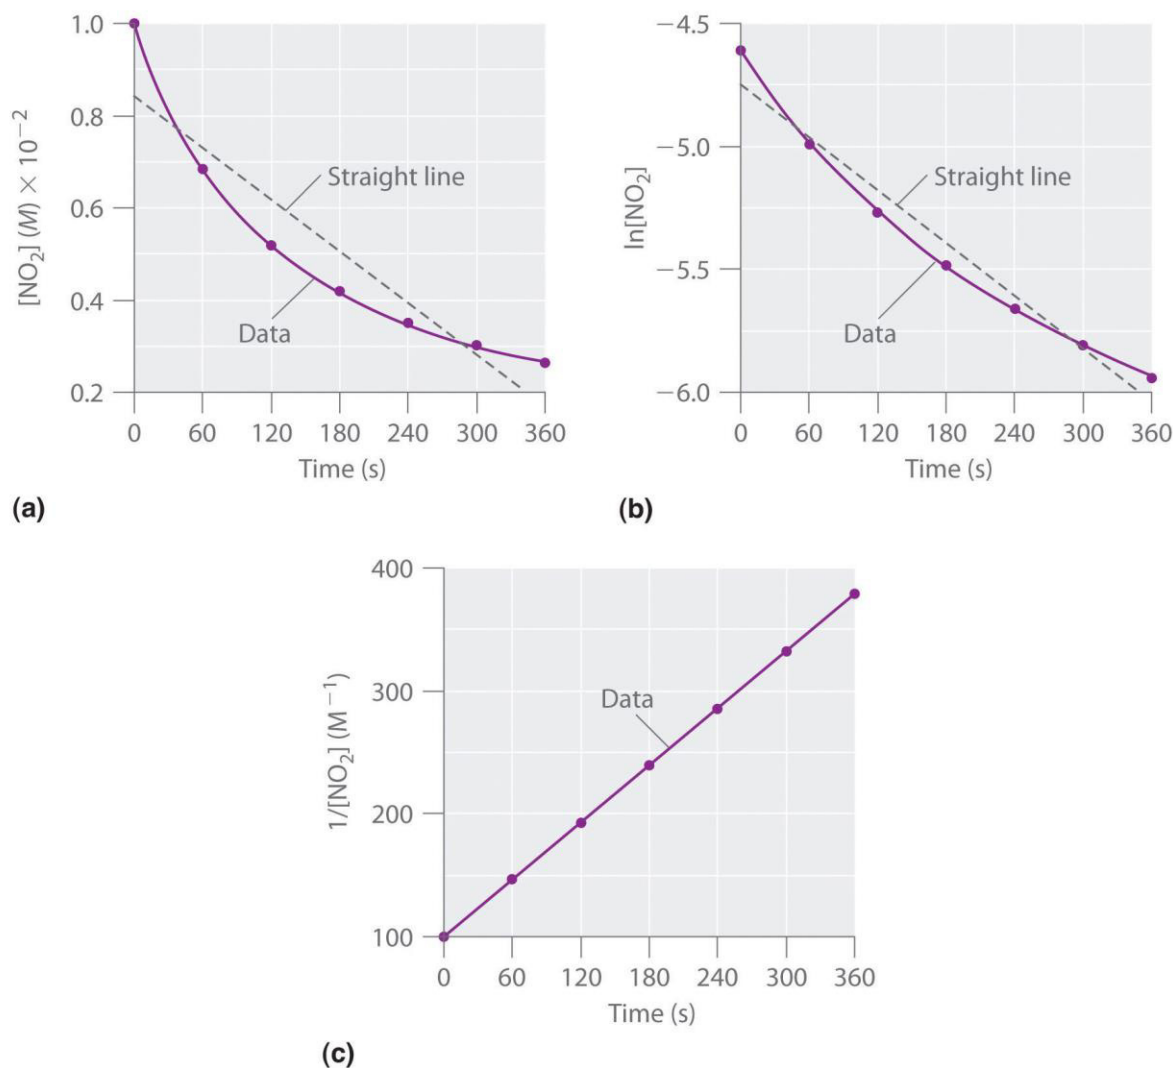 1.0
0.8
0.6
0.4
0.2
[NO₂] (M) × 10⁻²
Straight line
Data
0 60 120 180 240 300 360
Time (s)
(a)
−4.5
−5.0
−5.5
−6.0
ln[NO₂]
Straight line
Data
0 60 120 180 240 300 360
Time (s)
(b)
400
300
200
100
1/[NO₂] (M⁻¹)
Data
0 60 120 180 240 300 360
Time (s)
(c)